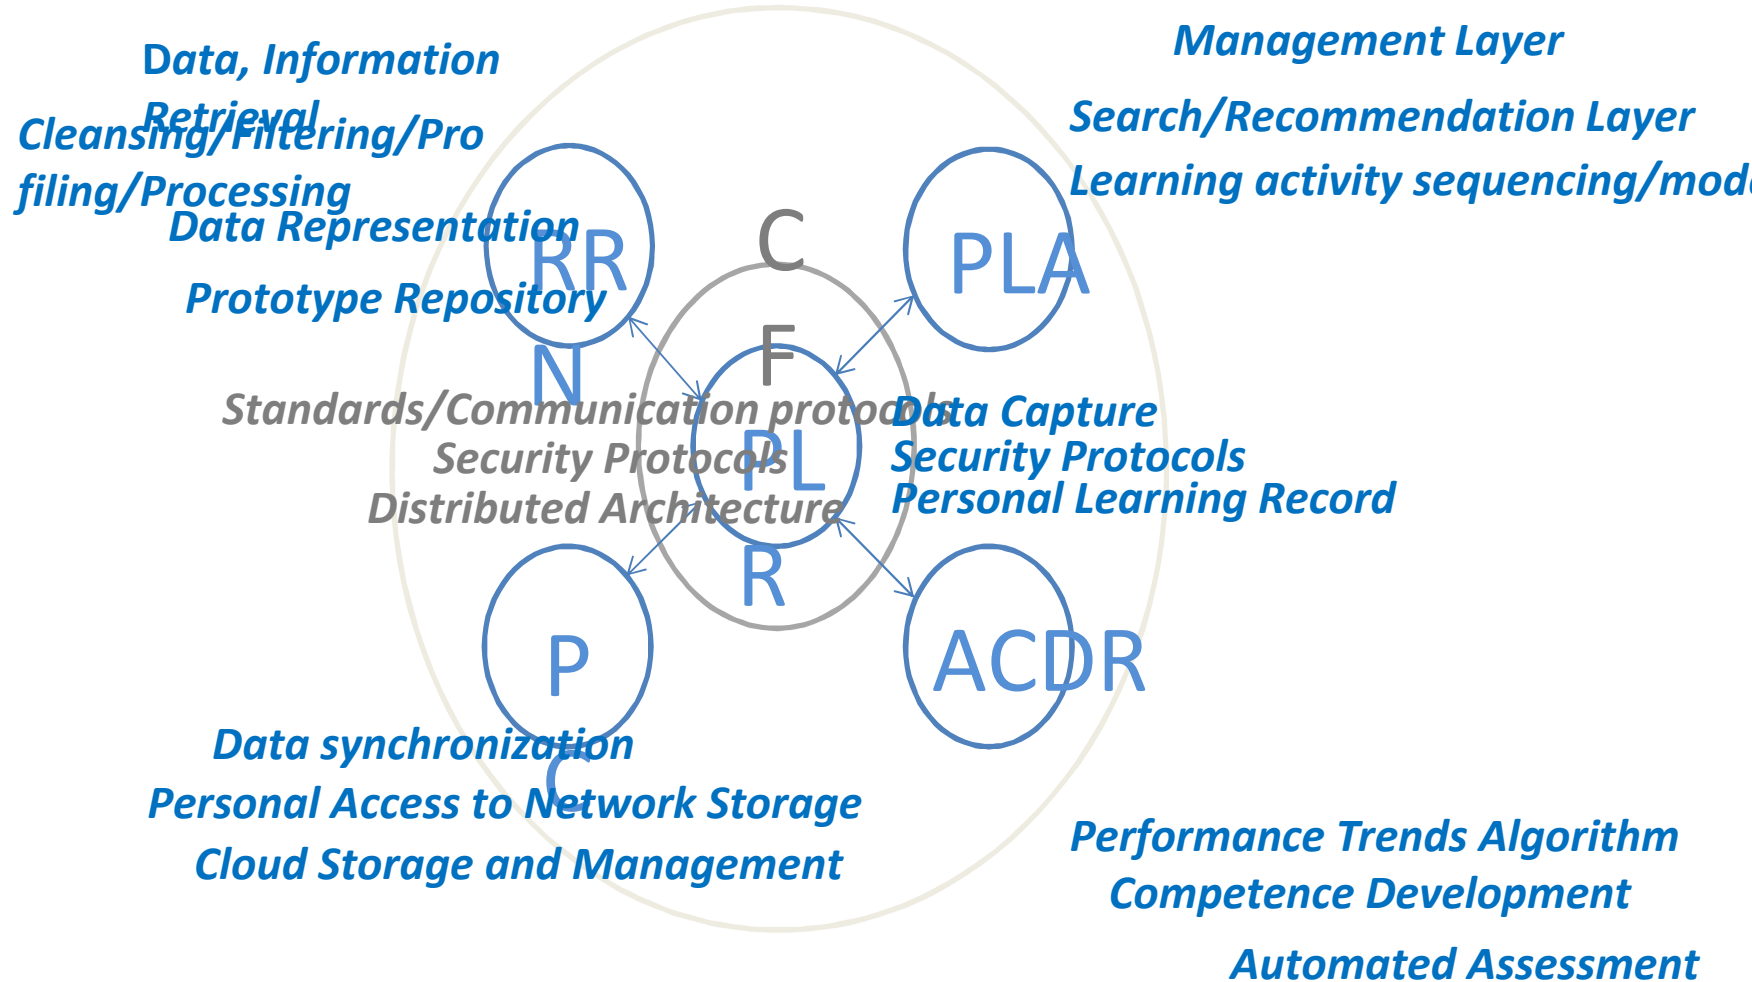 Data, Information
Retrieval
Cleansing/Filtering/Pro
filing/Processing
Data Representation
Prototype Repository
Management Layer
Search/Recommendation Layer
Learning activity sequencing/modu
RR
N
PLA
C
F
Standards/Communication protocols
Security Protocols
Distributed Architecture
PL
R
Data Capture
Security Protocols
Personal Learning Record
P
C
ACDR
Data synchronization
Personal Access to Network Storage
Cloud Storage and Management
Performance Trends Algorithm
Competence Development
Automated Assessment